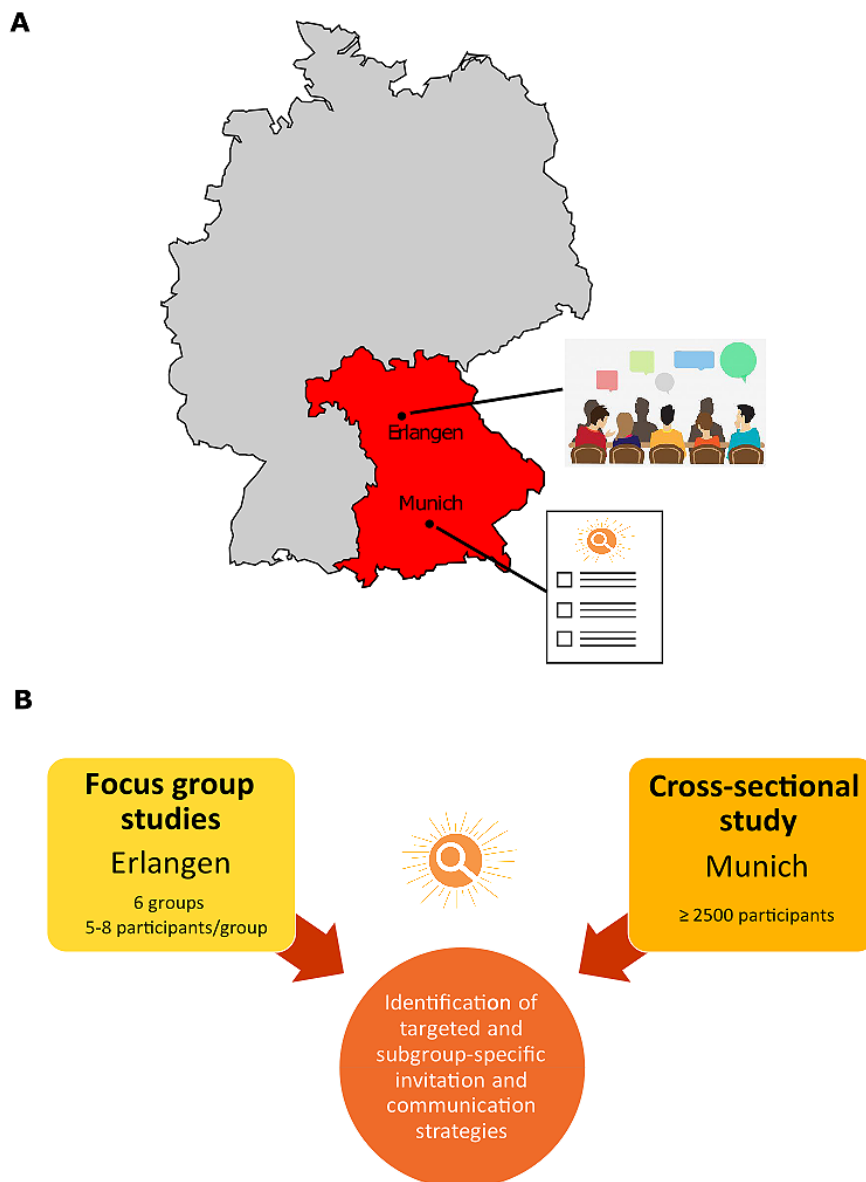 A
Erlangen
Munich
B
Focus group
studies
Erlangen
6 groups
5-8 participants/group
Cross-sectional
study
Munich
≥ 2500 participants
Identification of
targeted and
subgroup-specific
invitation and
communication
strategies